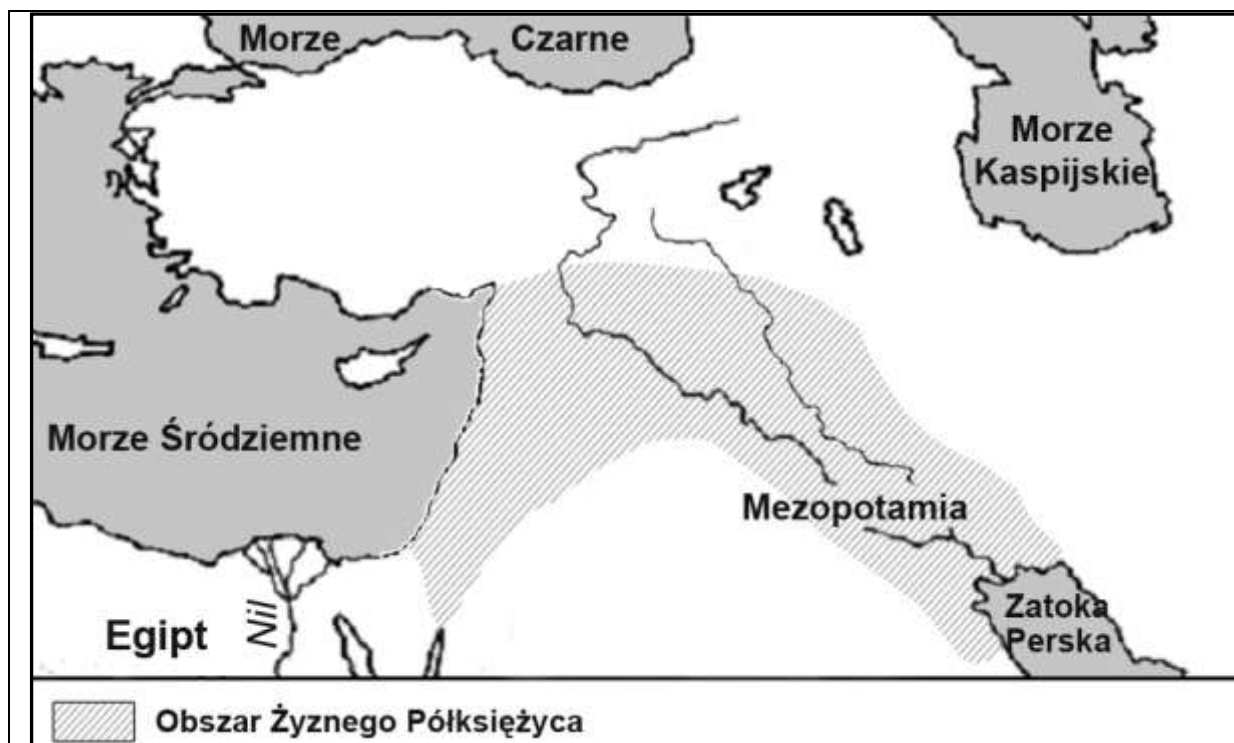 Morze Czarne
Morze
Kaspijskie
Morze Śródziemne
Mezopotamia
Egipt
Nil
Zatoka
Perska
Obszar Żyznego Półksiężyca